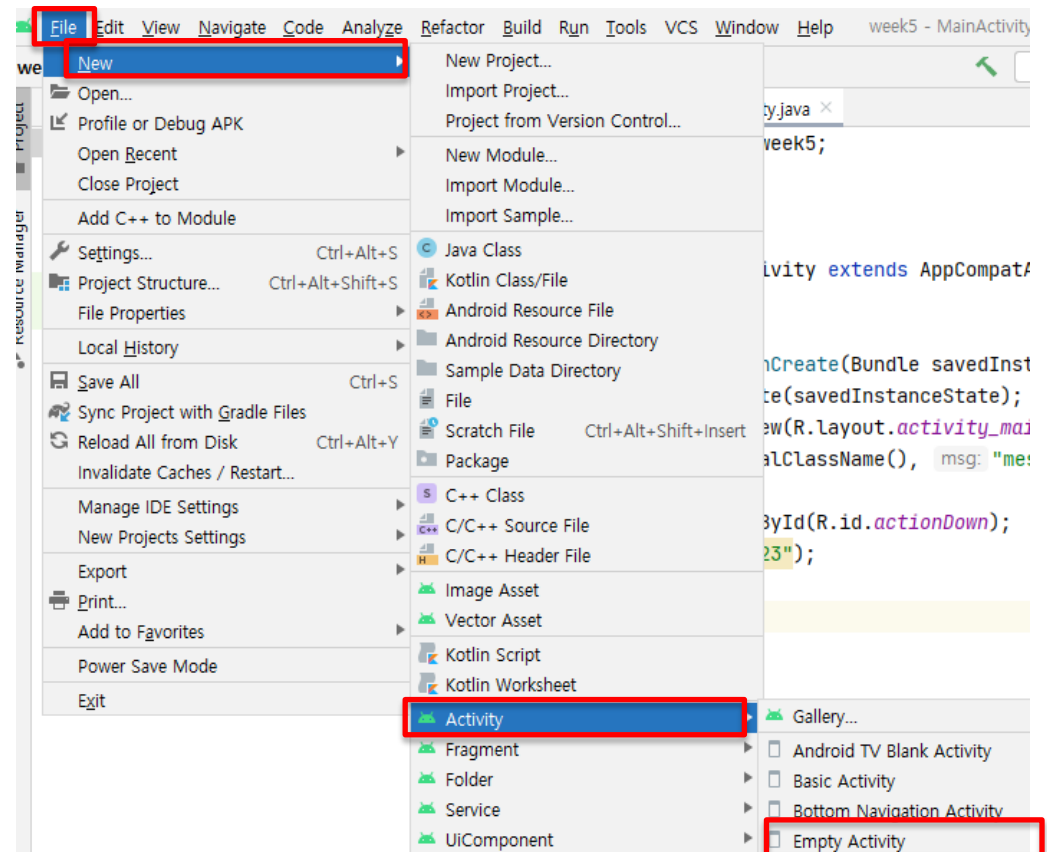 File Edit View Navigate Code Analyze Refactor Build Run Tools VCS Window Help week5 - MainActivity
we
New
Open...
Profile or Debug APK
Open Recent
Close Project
Add C++ to Module
Settings... Ctrl+Alt+S
Project Structure... Ctrl+Alt+Shift+S
File Properties
Local History
Save All Ctrl+S
Sync Project with Gradle Files
Reload All from Disk Ctrl+Alt+Y
Invalidate Caches / Restart...
Manage IDE Settings
New Projects Settings
Export
Print...
Add to Favorites
Power Save Mode
Exit
New Project...
Import Project...
Project from Version Control...
New Module...
Import Module...
Import Sample...
Java Class
Kotlin Class/File
Android Resource File
Android Resource Directory
Sample Data Directory
File
Scratch File Ctrl+Alt+Shift+Insert
Package
C++ Class
C/C++ Source File
C/C++ Header File
Image Asset
Vector Asset
Kotlin Script
Kotlin Worksheet
Activity
Fragment
Folder
Service
UiComponent
Gallery...
Android TV Blank Activity
Basic Activity
Bottom Navigation Activity
Empty Activity
ty.java
week5;
ivity extends AppCompatA
nCreate(Bundle savedInst
te(savedInstanceState);
ew(R.layout.activity_mai
alClassName(), msg: "mes
ById(R.id.actionDown);
23");
Project
Resource Manager